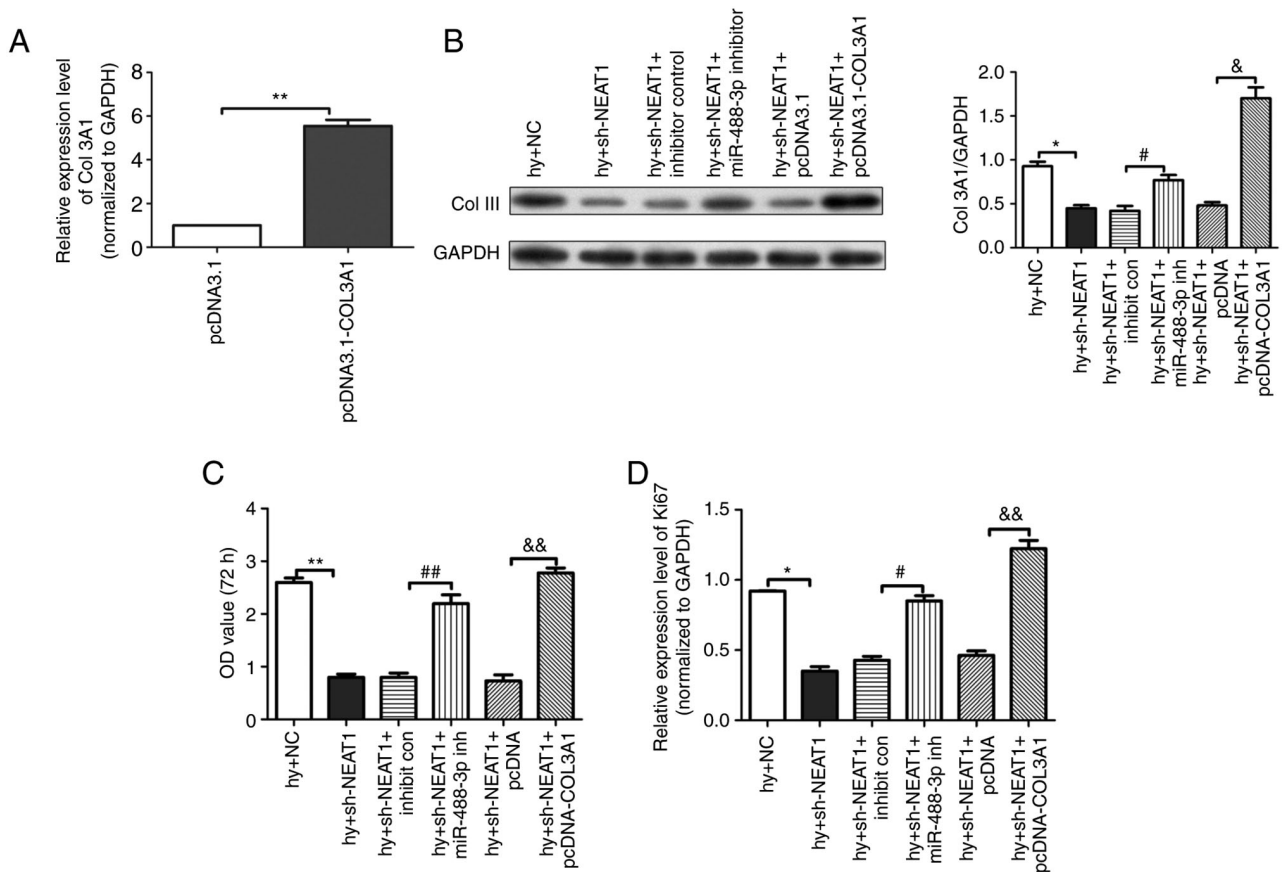 A
Relative expression level
of Col 3A1
(normalized to GAPDH)
8
6
4
2
0
**
pcDNA3.1
pcDNA3.1-COL3A1
B
hy+NC
hy+sh-NEAT1
hy+sh-NEAT1+
inhibitor control
hy+sh-NEAT1+
miR-488-3p inhibitor
hy+sh-NEAT1+
pcDNA3.1
hy+sh-NEAT1+
pcDNA3.1-COL3A1
Col III
GAPDH
Col 3A1/GAPDH
2.0
1.5
1.0
0.5
0.0
*
#
&
hy+NC
hy+sh-NEAT1
hy+sh-NEAT1+
inhibit con
hy+sh-NEAT1+
miR-488-3p inh
hy+sh-NEAT1+
pcDNA
hy+sh-NEAT1+
pcDNA-COL3A1
C
OD value (72 h)
4
3
2
1
0
**
##
&&
hy+NC
hy+sh-NEAT1
hy+sh-NEAT1+
inhibit con
hy+sh-NEAT1+
miR-488-3p inh
hy+sh-NEAT1+
pcDNA
hy+sh-NEAT1+
pcDNA-COL3A1
D
Relative expression level of Ki67
(normalized to GAPDH)
1.5
1.0
0.5
0.0
*
#
&&
hy+NC
hy+sh-NEAT1
hy+sh-NEAT1+
inhibit con
hy+sh-NEAT1+
miR-488-3p inh
hy+sh-NEAT1+
pcDNA
hy+sh-NEAT1+
pcDNA-COL3A1